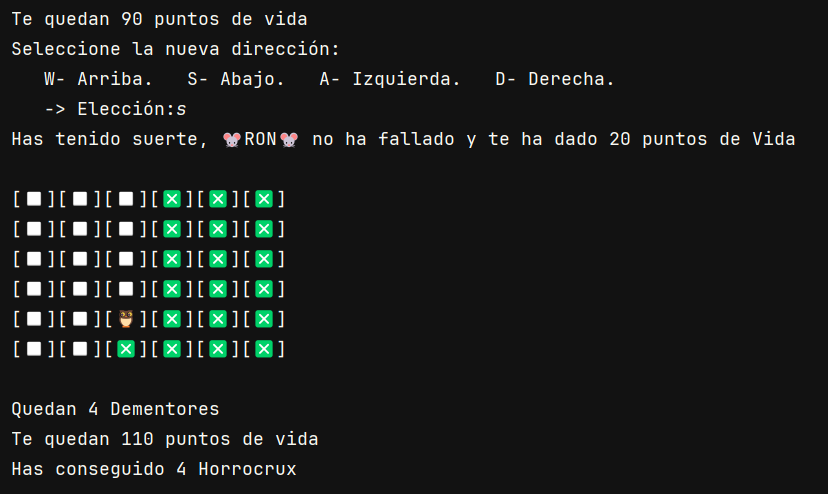 Te quedan 90 puntos de vida
Seleccione la nueva dirección:
W- Arriba.   S- Abajo.   A- Izquierda.   D- Derecha.
-> Elección:s
Has tenido suerte, 🐭RON🐭 no ha fallado y te ha dado 20 puntos de Vida
[⬜][⬜][⬜][❎][❎][❎]
[⬜][⬜][⬜][❎][❎][❎]
[⬜][⬜][⬜][❎][❎][❎]
[⬜][⬜][⬜][❎][❎][❎]
[⬜][⬜][🦉][❎][❎][❎]
[⬜][⬜][❎][❎][❎][❎]
Quedan 4 Dementores
Te quedan 110 puntos de vida
Has conseguido 4 Horrocrux